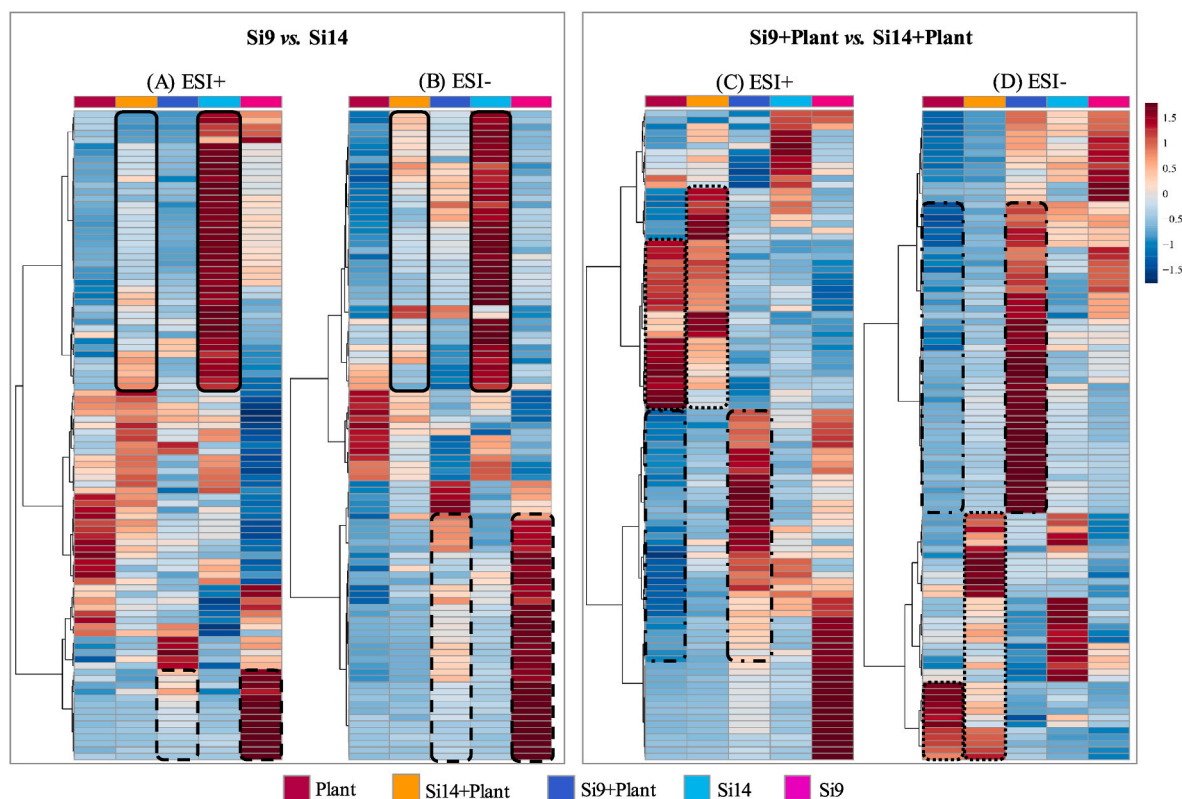 Si9 vs. Si14
Si9+Plant vs. Si14+Plant
(A) ESI+
(B) ESI-
(C) ESI+
(D) ESI-
1.5
1
0.5
0
−0.5
−1
−1.5
Plant
Si14+Plant
Si9+Plant
Si14
Si9